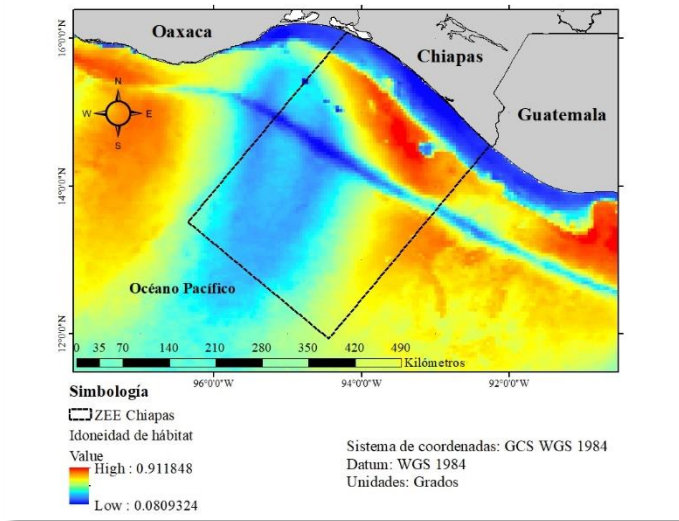 Oaxaca
Chiapas
Guatemala
N
W
E
S
16°0'0"N
14°0'0"N
12°0'0"N
Océano Pacífico
0 35 70 140 210 280 350 420 490
Kilómetros
96°0'0"W 94°0'0"W 92°0'0"W
Simbología
ZEE Chiapas
Idoneidad de hábitat
Value
High : 0.911848
Low : 0.0809324
Sistema de coordenadas: GCS WGS 1984
Datum: WGS 1984
Unidades: Grados